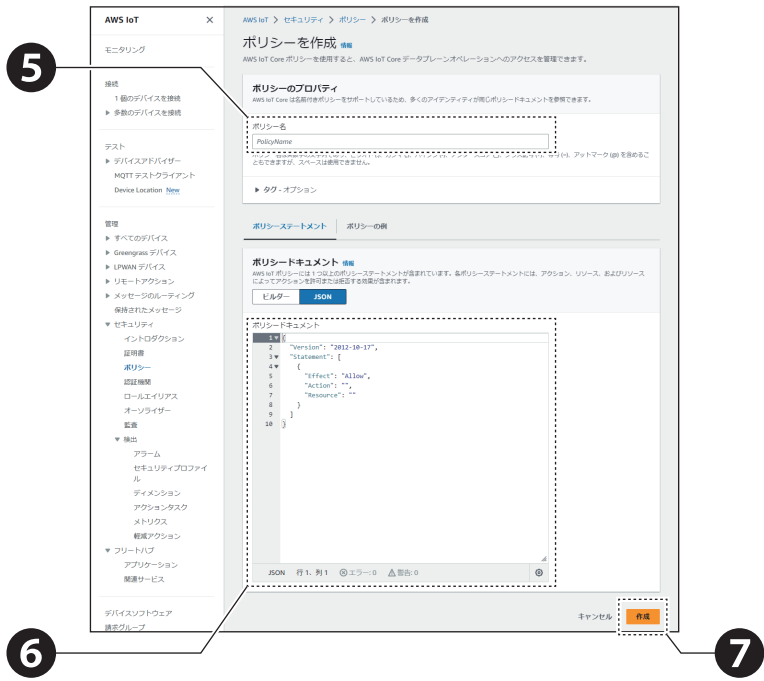 AWS IoT ×
モニタリング
接続
1 個のデバイスを接続
▶ 多数のデバイスを接続
テスト
▶ デバイスアドバイザー
MQTT テストクライアント
Device Location New
管理
▶ すべてのデバイス
▶ Greengrass デバイス
▶ LPWAN デバイス
▶ リモートアクション
▶ メッセージのルーティング
保持されたメッセージ
▼ セキュリティ
イントロダクション
証明書
ポリシー
認証機関
ロールエイリアス
オーソライザー
監査
▼ 検出
アラーム
セキュリティプロファイ
ル
ディメンション
アクションタスク
メトリクス
軽減アクション
▼ フリートハブ
アプリケーション
関連サービス
デバイスソフトウェア
請求グループ
AWS IoT > セキュリティ > ポリシー > ポリシーを作成
ポリシーを作成 情報
AWS IoT Core ポリシーを使用すると、AWS IoT Core データプレーンオペレーションへのアクセスを管理できます。
5
ポリシーのプロパティ
AWS IoT Core は名前付きポリシーをサポートしているため、多くのアイデンティティが同じポリシードキュメントを参照できます。
ポリシー名
PolicyName
アットマーク (@) を含めるこ
ともできますが、スペースは使用できません。
▶ タグ - オプション
ポリシーステートメント ポリシーの例
ポリシードキュメント 情報
AWS IoT ポリシーには 1 つ以上のポリシーステートメントが含まれています。各ポリシーステートメントには、アクション、リソース、およびリソース
によってアクションを許可または拒否する効果が含まれます。
ビルダー JSON
ポリシードキュメント
1 ▼ {
2 "Version": "2012-10-17",
3 ▼ "Statement": [
4 ▼ {
5 "Effect": "Allow",
6 "Action": "",
7 "Resource": ""
8 }
9 ]
10 }
JSON 行 1、列 1 エラー: 0 警告: 0
6
キャンセル 作成
7